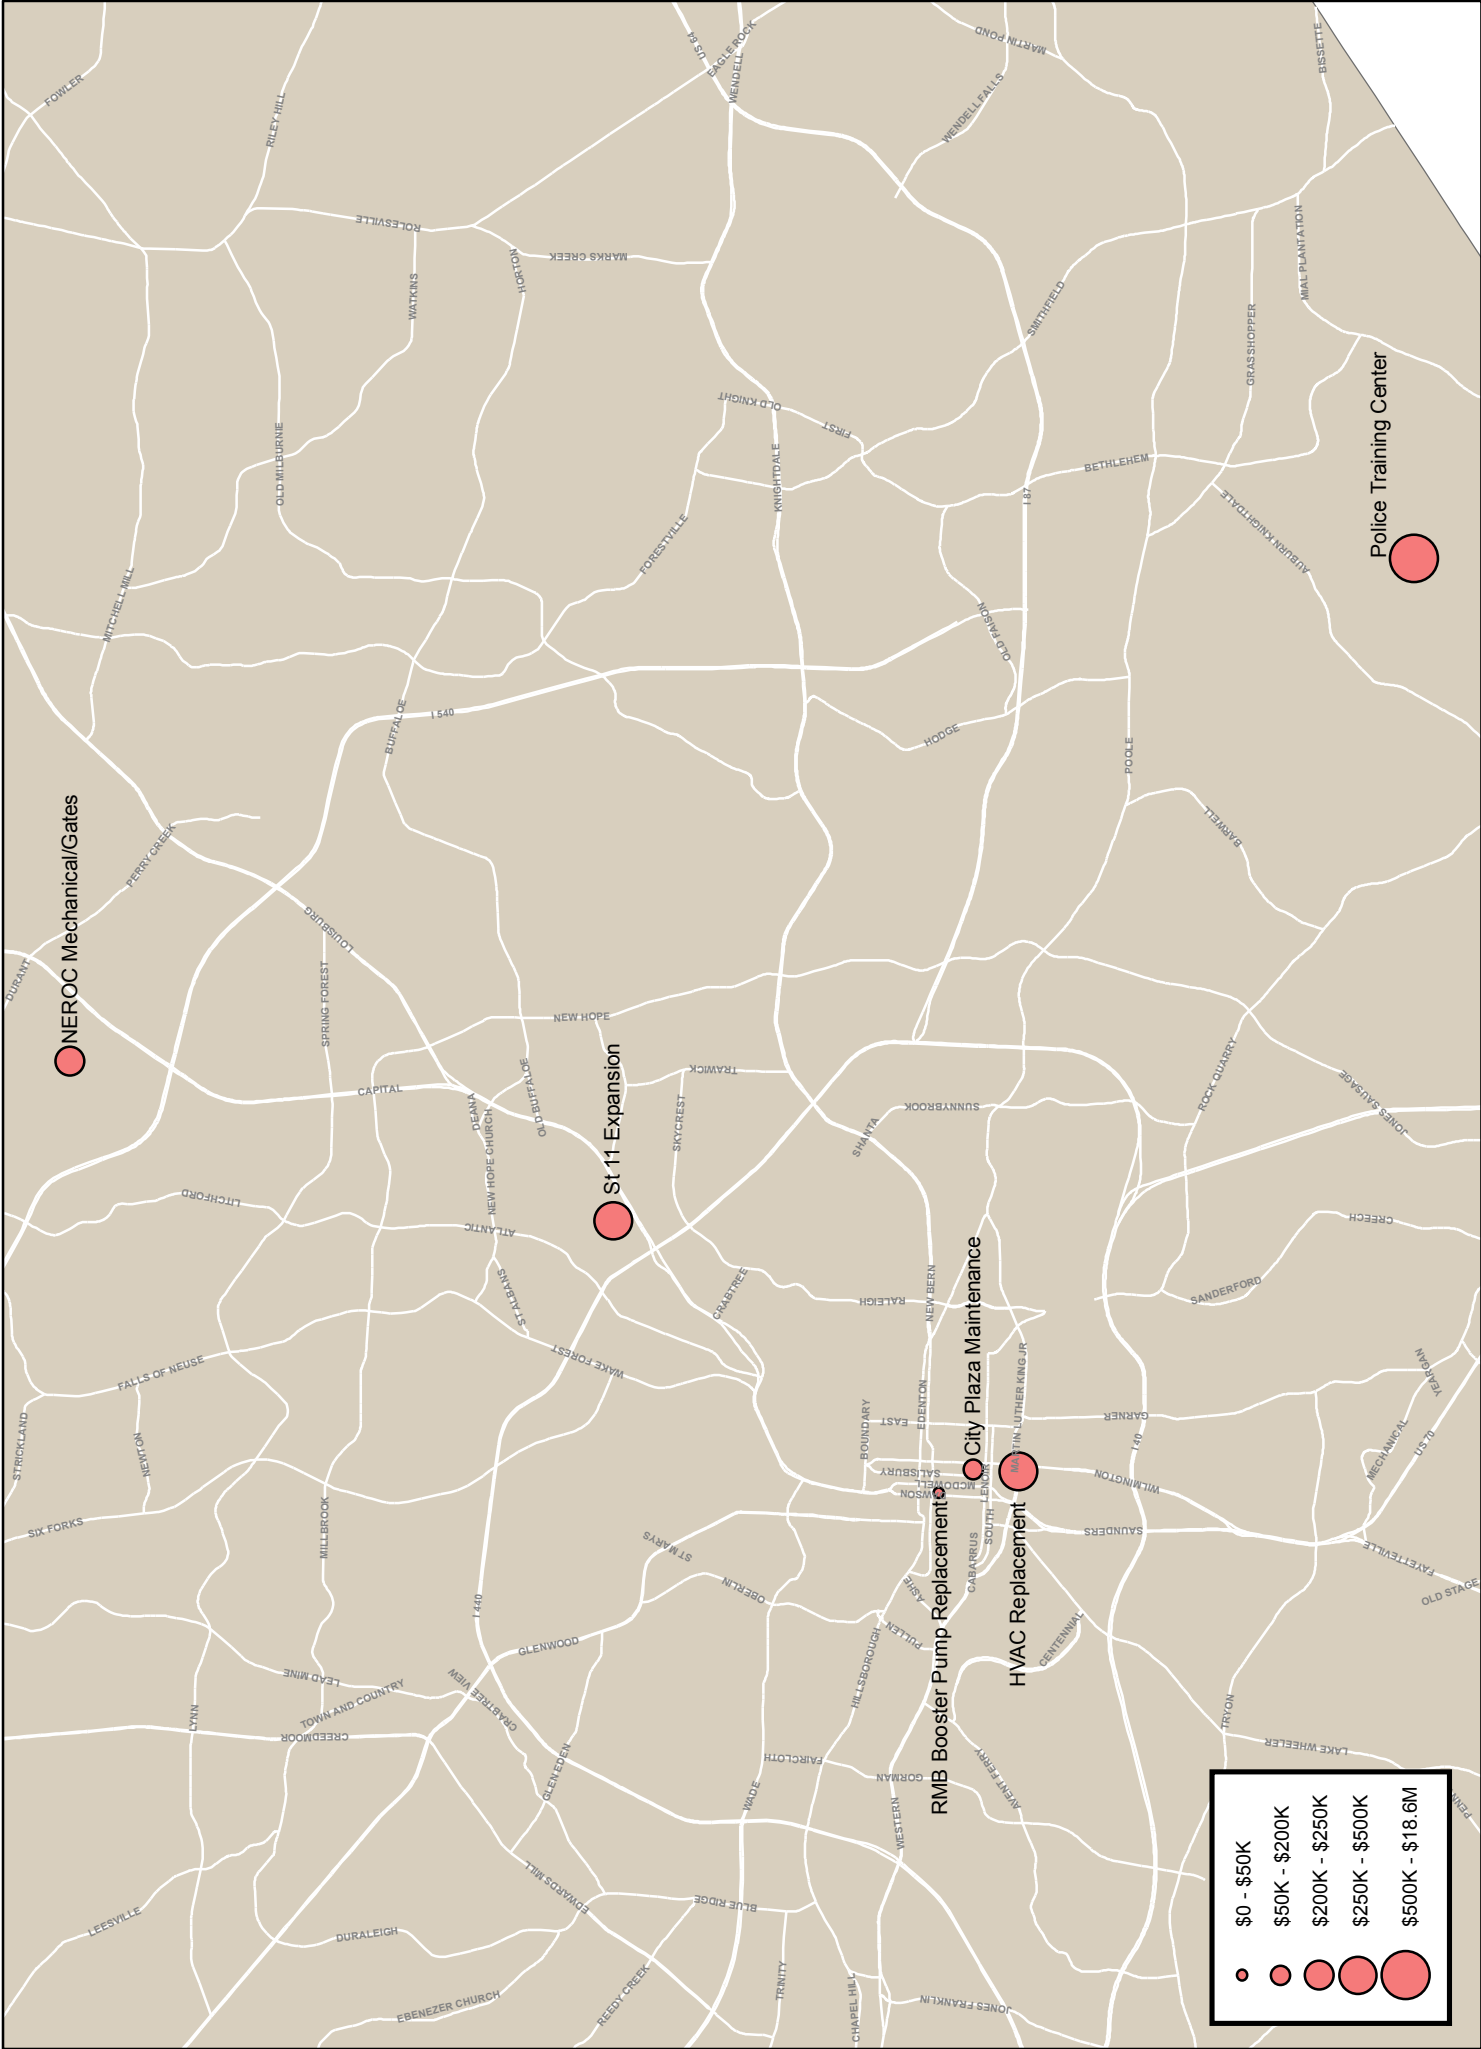 FOWLER
RILEY HILL
US 64
EAGLE ROCK
WENDELL
MARTIN POND
WENDELL FALLS
BISSETTE
ROLESVILLE
WATKINS
HORTON
MARKS CREEK
SMITHFIELD
GRASSHOPPER
MIAL PLANTATION
OLD MILBURNIE
OLD KNIGHT
FIRST
KNIGHTDALE
BETHLEHEM
I 87
MITCHELL MILL
FORESTVILLE
OLD FAISON
AUBURN KNIGHTDALE
Police Training Center
BUFFALOE
I 540
HODGE
POOLE
BARWELL
PERRY CREEK
NEROC Mechanical/Gates
DURANT
LOUISBURG
SPRING FOREST
NEW HOPE
CAPITAL
DEANA
OLD BUFFALOE
NEW HOPE CHURCH
TRAWICK
SKYCREST
SUNNYBROOK
SHANTA
ROCK QUARRY
JONES SAUSAGE
St 11 Expansion
LITCHFORD
ATLANTIC
ST ALBANS
CRABTREE
RALEIGH
NEW BERN
City Plaza Maintenance
SANDERFORD
CREECH
FALLS OF NEUSE
WAKE FOREST
STRICKLAND
NEWTON
BOUNDARY
EAST
EDENTON
SALISBURY
MCDOWELL
DAWSON
LENOIR
SOUTH
CABARRUS
MARTIN LUTHER KING JR
GARNER
I 40
WILMINGTON
MECHANICAL
YEARGAN
US 70
SIX FORKS
MILLBROOK
ST MARYS
OBERLIN
ASHE
PULLEN
RMB Booster Pump Replacement
HVAC Replacement
SAUNDERS
FAYETTEVILLE
OLD STAGE
I 440
GLENWOOD
LEAD MINE
TOWN AND COUNTRY
CRABTREE VIEW
CREEDMOOR
LYNN
HILLSBOROUGH
CENTENNIAL
TRYON
LAKE WHEELER
GLEN EDEN
WADE
FAIRCLOTH
GORMAN
AVENT FERRY
WESTERN
PENN
LEESVILLE
DURALEIGH
EDWARDS MILL
BLUE RIDGE
EBENEZER CHURCH
REEDY CREEK
TRINITY
CHAPEL HILL
JONES FRANKLIN
$0 - $50K
$50K - $200K
$200K - $250K
$250K - $500K
$500K - $18.6M